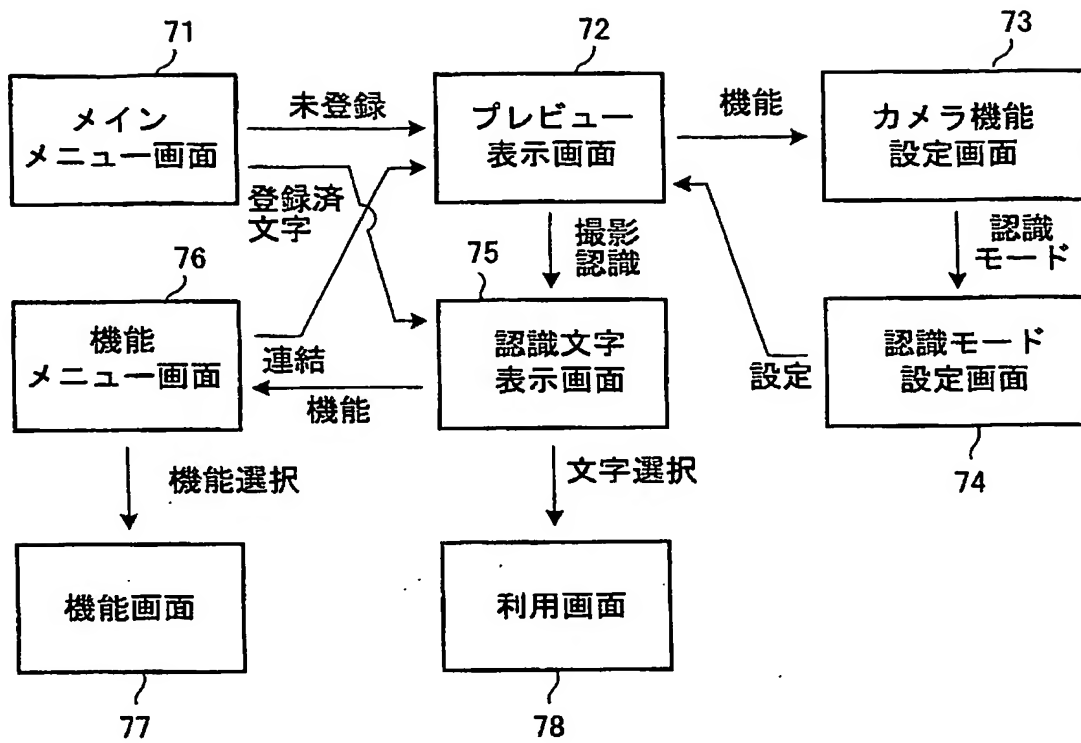 71
72
73
メイン
メニュー画面
未登録
プレビュー
表示画面
機能
カメラ機能
設定画面
登録済
文字
撮影
認識
認識
モード
76
75
機能
メニュー画面
連結
機能
認識文字
表示画面
設定
認識モード
設定画面
74
機能選択
文字選択
機能画面
利用画面
77
78